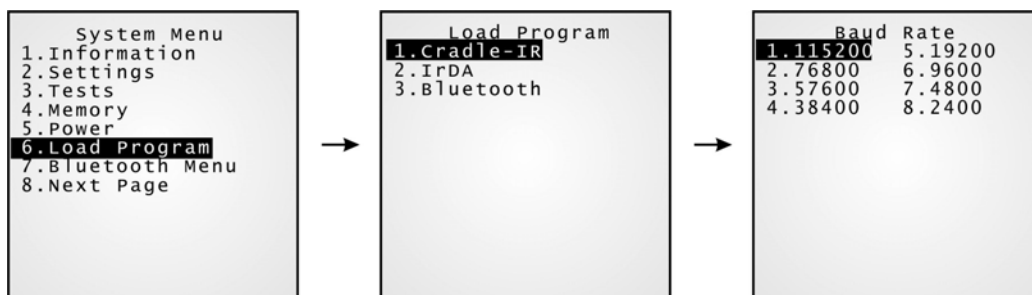 System Menu
1.Information
2.Settings
3.Tests
4.Memory
5.Power
6.Load Program
7.Bluetooth Menu
8.Next Page
Load Program
1.Cradle-IR
2.IrDA
3.Bluetooth
Baud Rate
1.115200 5.19200
2.76800 6.9600
3.57600 7.4800
4.38400 8.2400